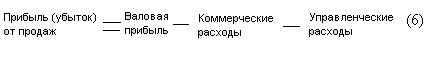 Прибыль (убыток) от продаж = Валовая прибыль — Коммерческие расходы — Управленческие расходы (6)